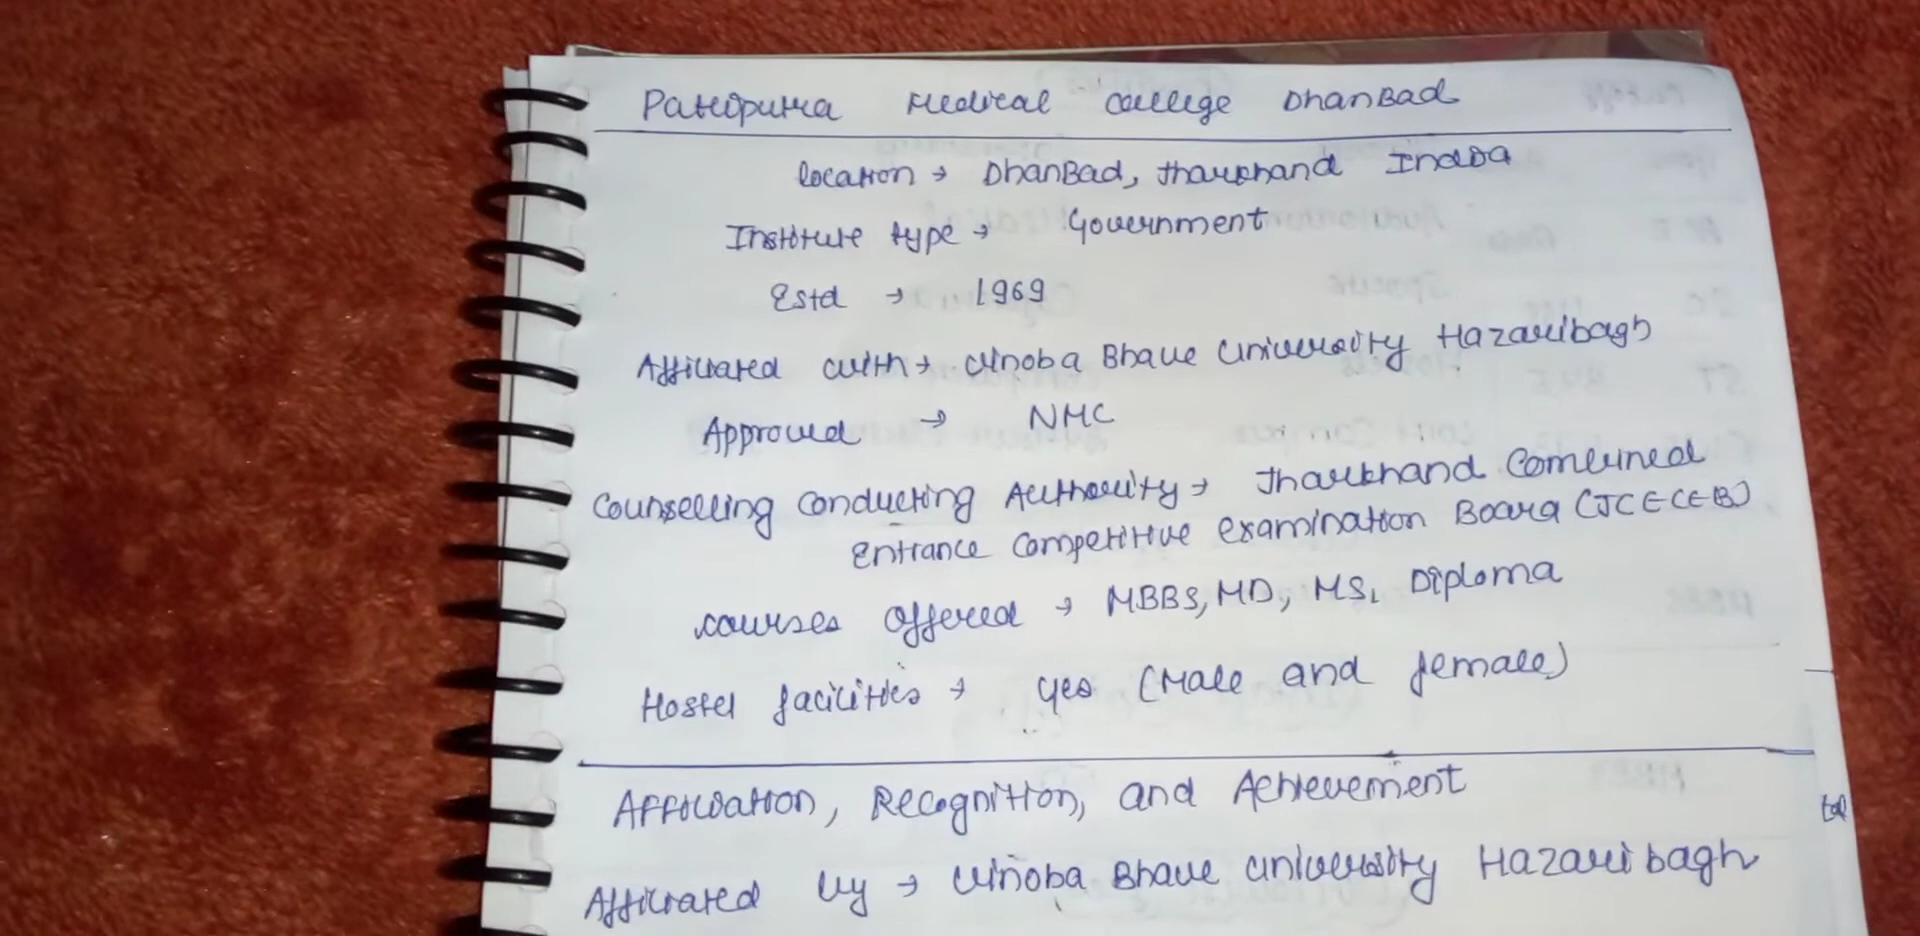 Patliputra Medical College DhanBad
location → DhanBad, Jharkhand India
Institute type → Government
Estd → 1969
Affiliated with → Vinoba Bhave University Hazaribagh
Approved → NMC
Counselling Conducting Authority → Jharkhand Combined
Entrance Competitive Examination Board (JCECEB)
courses offered → MBBS, MD, MS, Diploma
Hostel facilities → yes (Male and female)
Affiliation, Recognition, and Achievement
Affiliated by → Vinoba Bhave University Hazaribagh